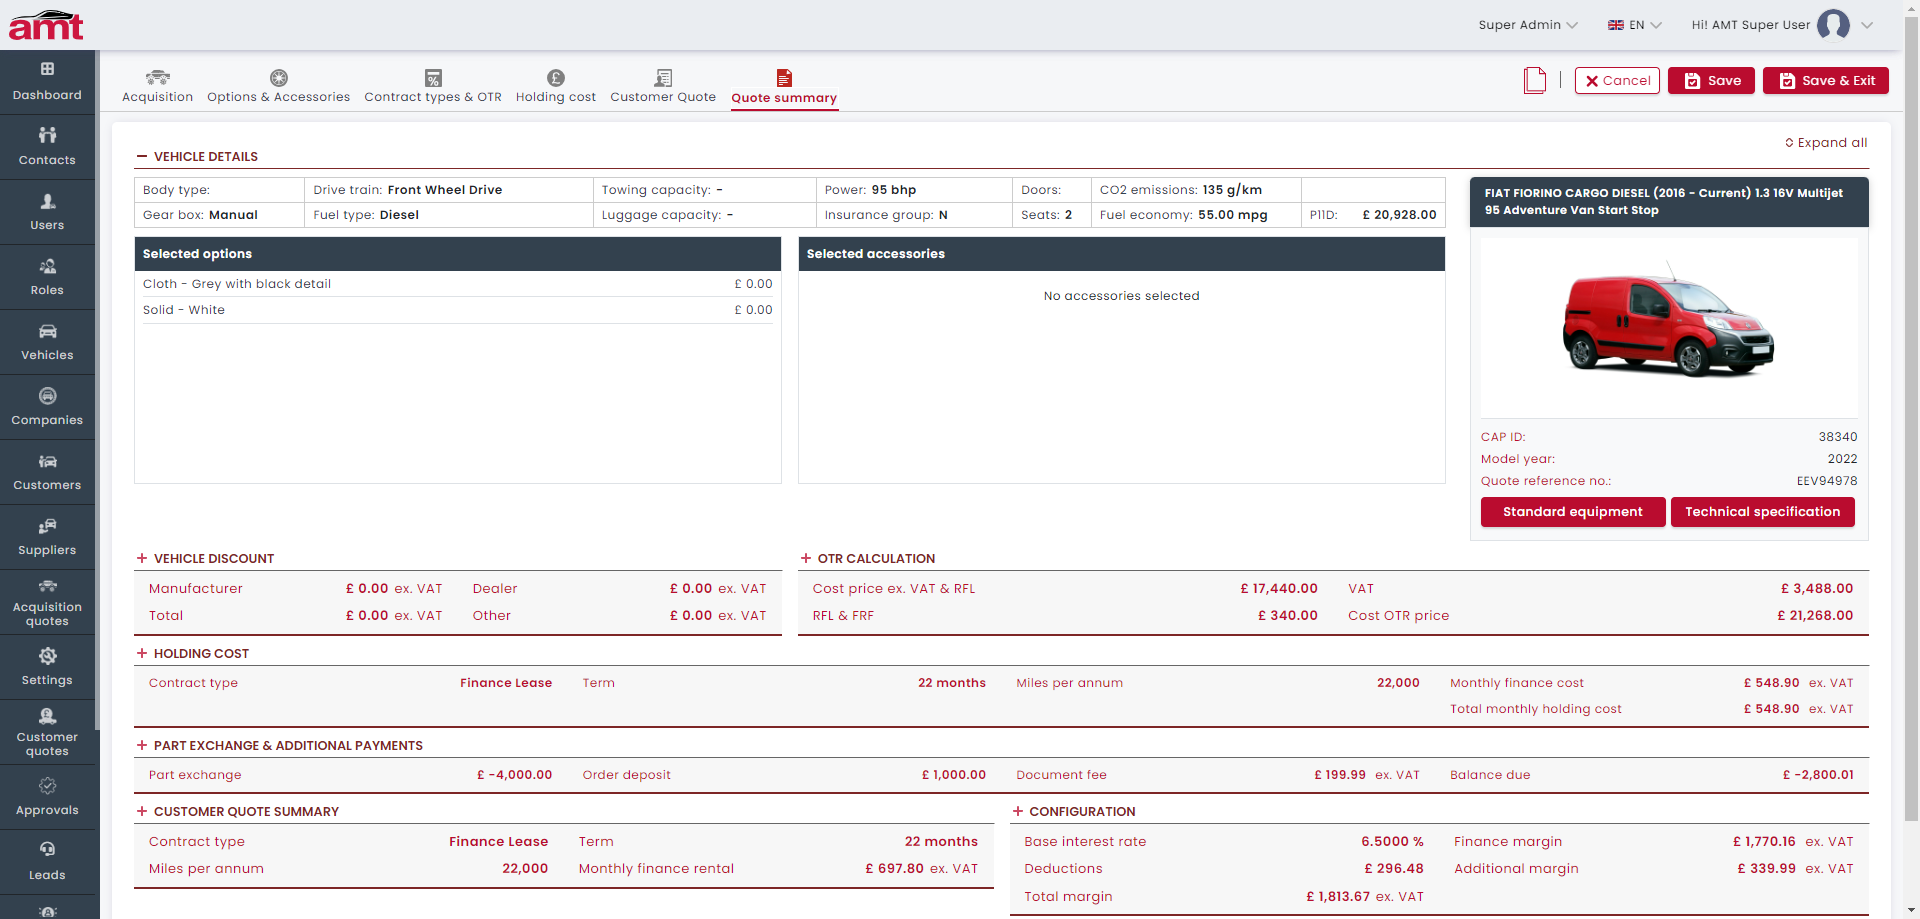 amt
Super Admin
EN
Hi! AMT Super User
Dashboard
Contacts
Users
Roles
Vehicles
Companies
Customers
Suppliers
Acquisition
quotes
Settings
Customer
quotes
Approvals
Leads
Acquisition
Options & Accessories
Contract types & OTR
Holding cost
Customer Quote
Quote summary
Cancel
Save
Save & Exit
Expand all
VEHICLE DETAILS
Body type: Drive train: Front Wheel Drive Towing capacity: - Power: 95 bhp Doors: CO2 emissions: 135 g/km
Gear box: Manual Fuel type: Diesel Luggage capacity: - Insurance group: N Seats: 2 Fuel economy: 55.00 mpg P11D: £ 20,928.00
Selected options
Cloth - Grey with black detail £ 0.00
Solid - White £ 0.00
Selected accessories
No accessories selected
FIAT FIORINO CARGO DIESEL (2016 - Current) 1.3 16V Multijet
95 Adventure Van Start Stop
CAP ID: 38340
Model year: 2022
Quote reference no.: EEV94978
Standard equipment
Technical specification
VEHICLE DISCOUNT
Manufacturer £ 0.00 ex. VAT Dealer £ 0.00 ex. VAT
Total £ 0.00 ex. VAT Other £ 0.00 ex. VAT
OTR CALCULATION
Cost price ex. VAT & RFL £ 17,440.00 VAT £ 3,488.00
RFL & FRF £ 340.00 Cost OTR price £ 21,268.00
HOLDING COST
Contract type Finance Lease Term 22 months Miles per annum 22,000 Monthly finance cost £ 548.90 ex. VAT
Total monthly holding cost £ 548.90 ex. VAT
PART EXCHANGE & ADDITIONAL PAYMENTS
Part exchange £ -4,000.00 Order deposit £ 1,000.00 Document fee £ 199.99 ex. VAT Balance due £ -2,800.01
CUSTOMER QUOTE SUMMARY
Contract type Finance Lease Term 22 months
Miles per annum 22,000 Monthly finance rental £ 697.80 ex. VAT
CONFIGURATION
Base interest rate 6.5000 % Finance margin £ 1,770.16 ex. VAT
Deductions £ 296.48 Additional margin £ 339.99 ex. VAT
Total margin £ 1,813.67 ex. VAT